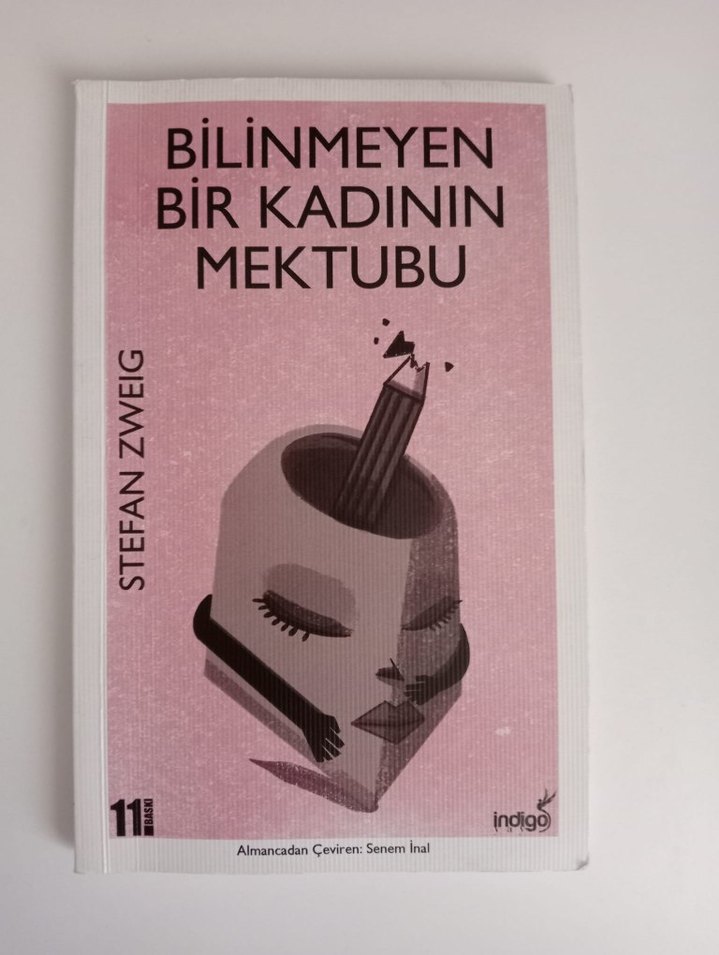 BİLİNMEYEN
BİR KADININ
MEKTUBU
STEFAN ZWEIG
11. BASKI
indigo
Almancadan Çeviren: Senem İnal